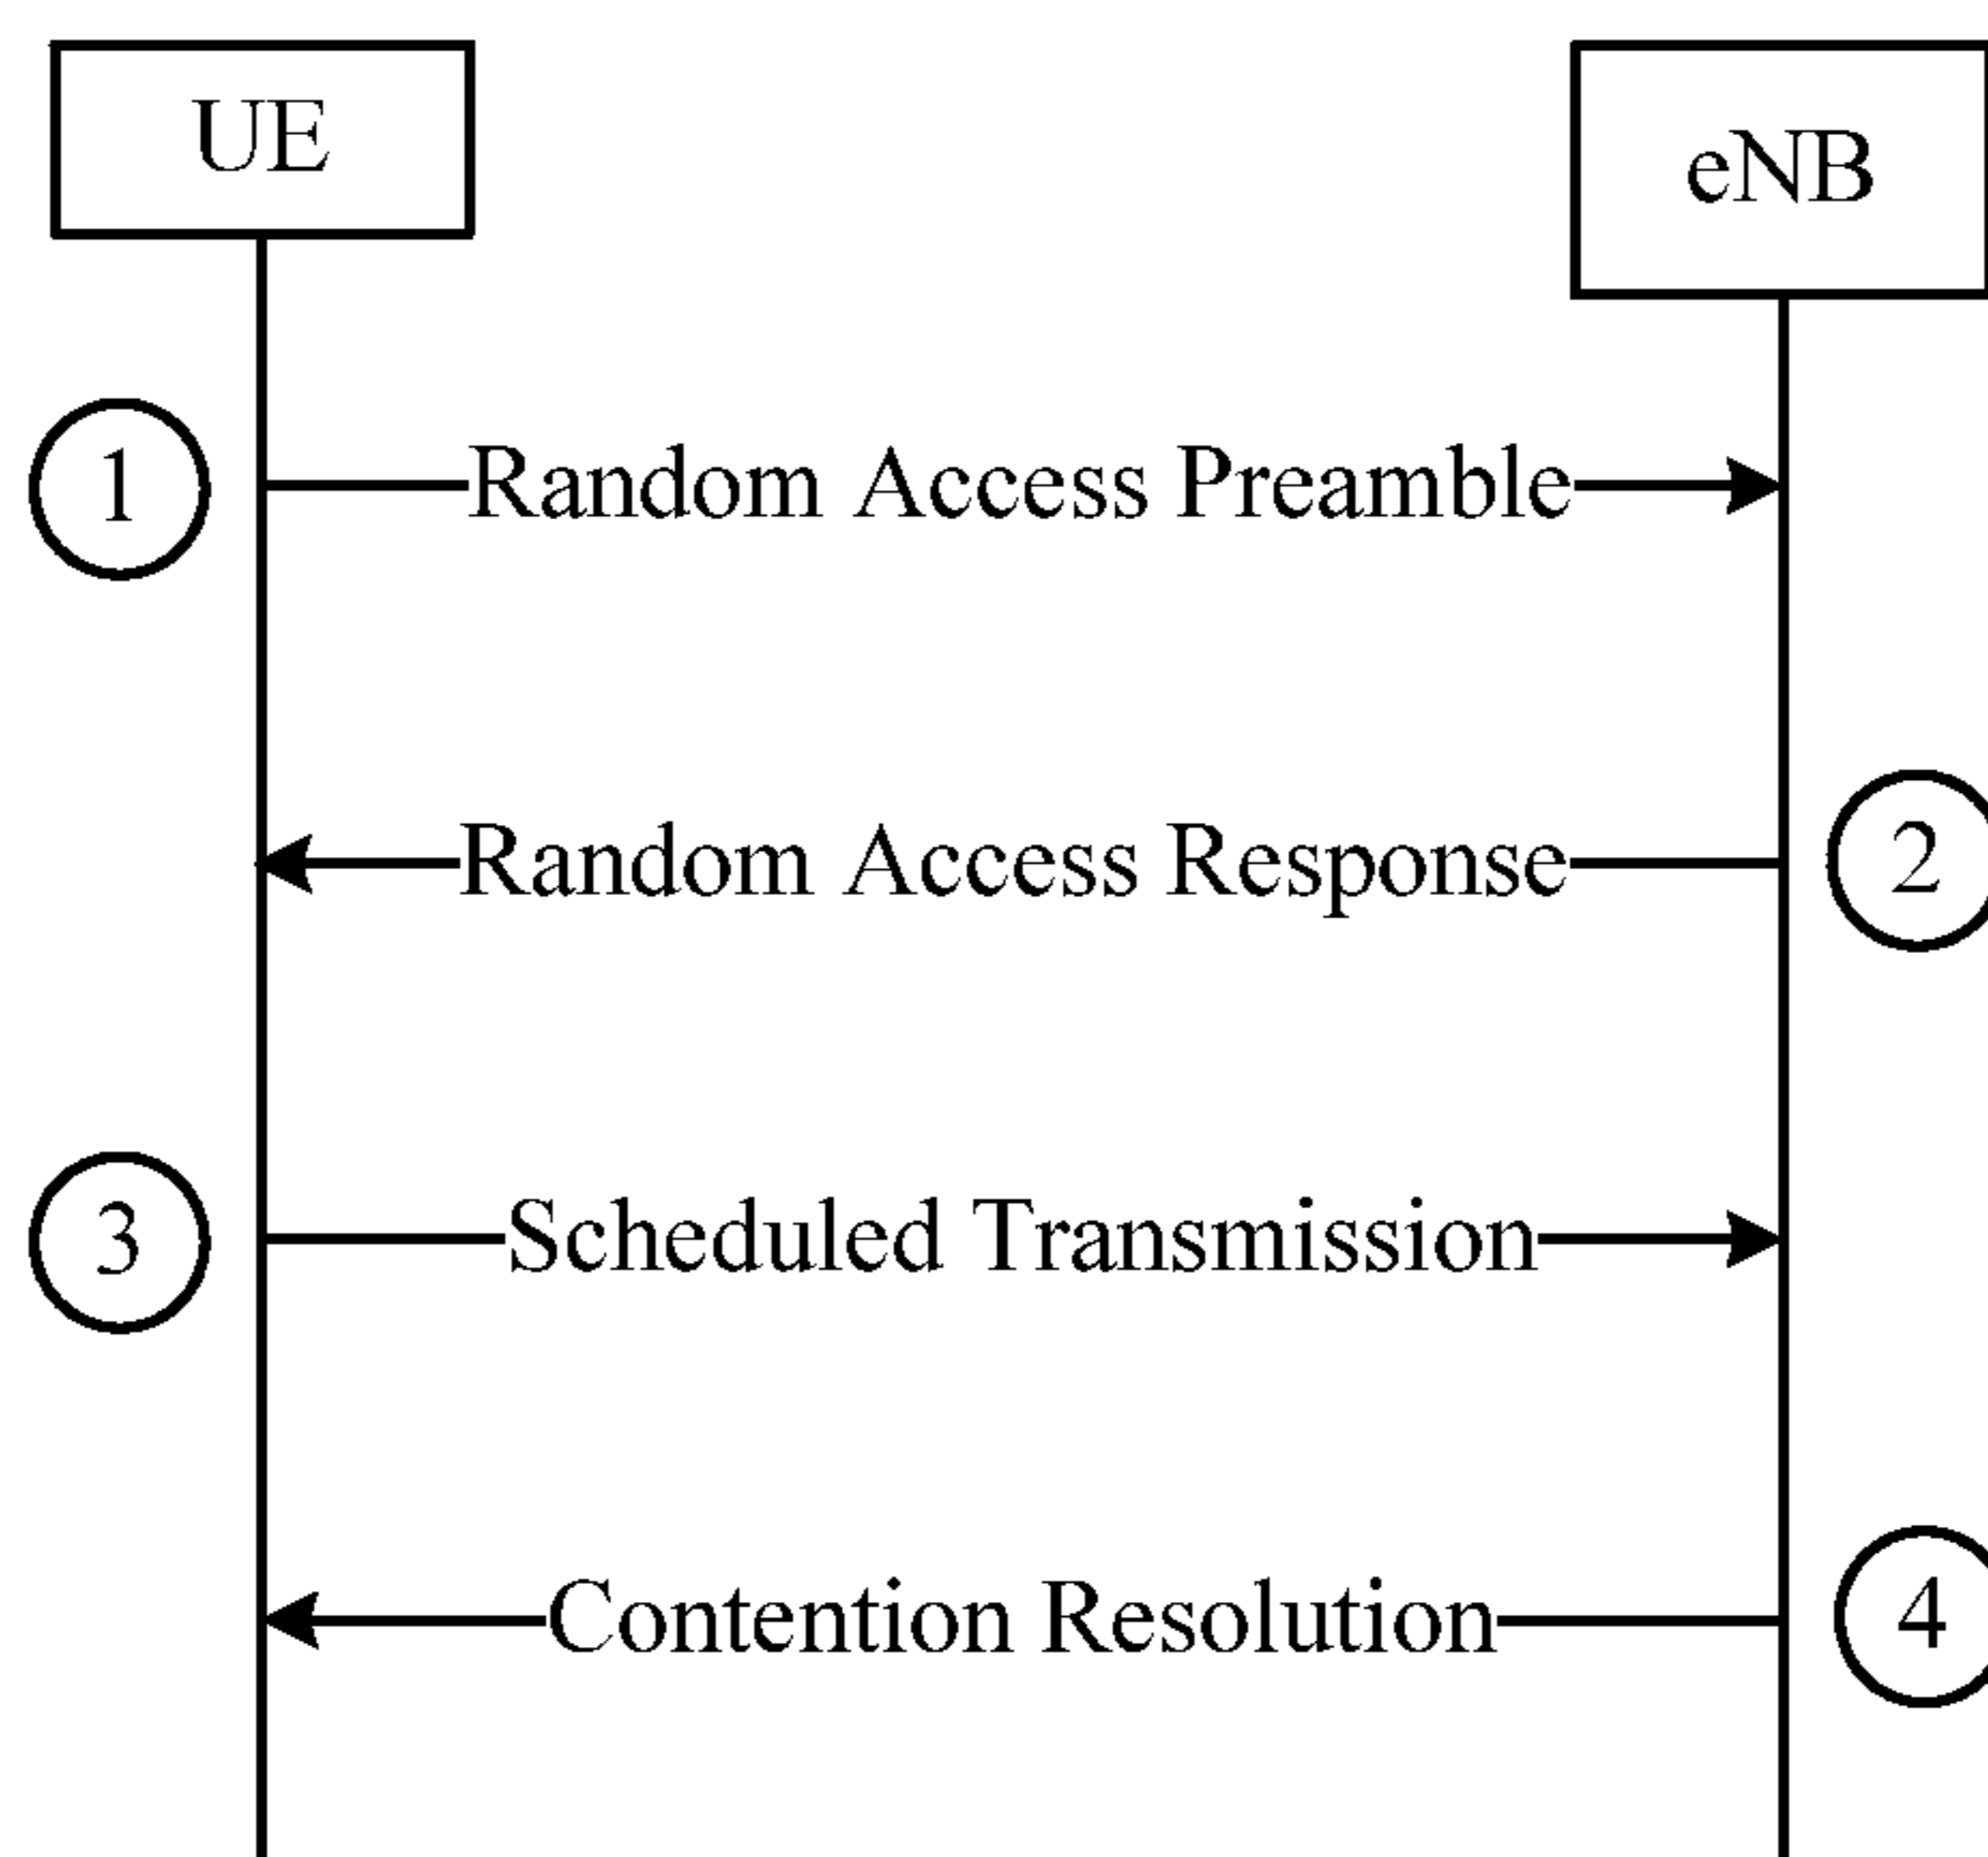 UE
eNB
1
Random Access Preamble
Random Access Response
2
3
Scheduled Transmission
Contention Resolution
4